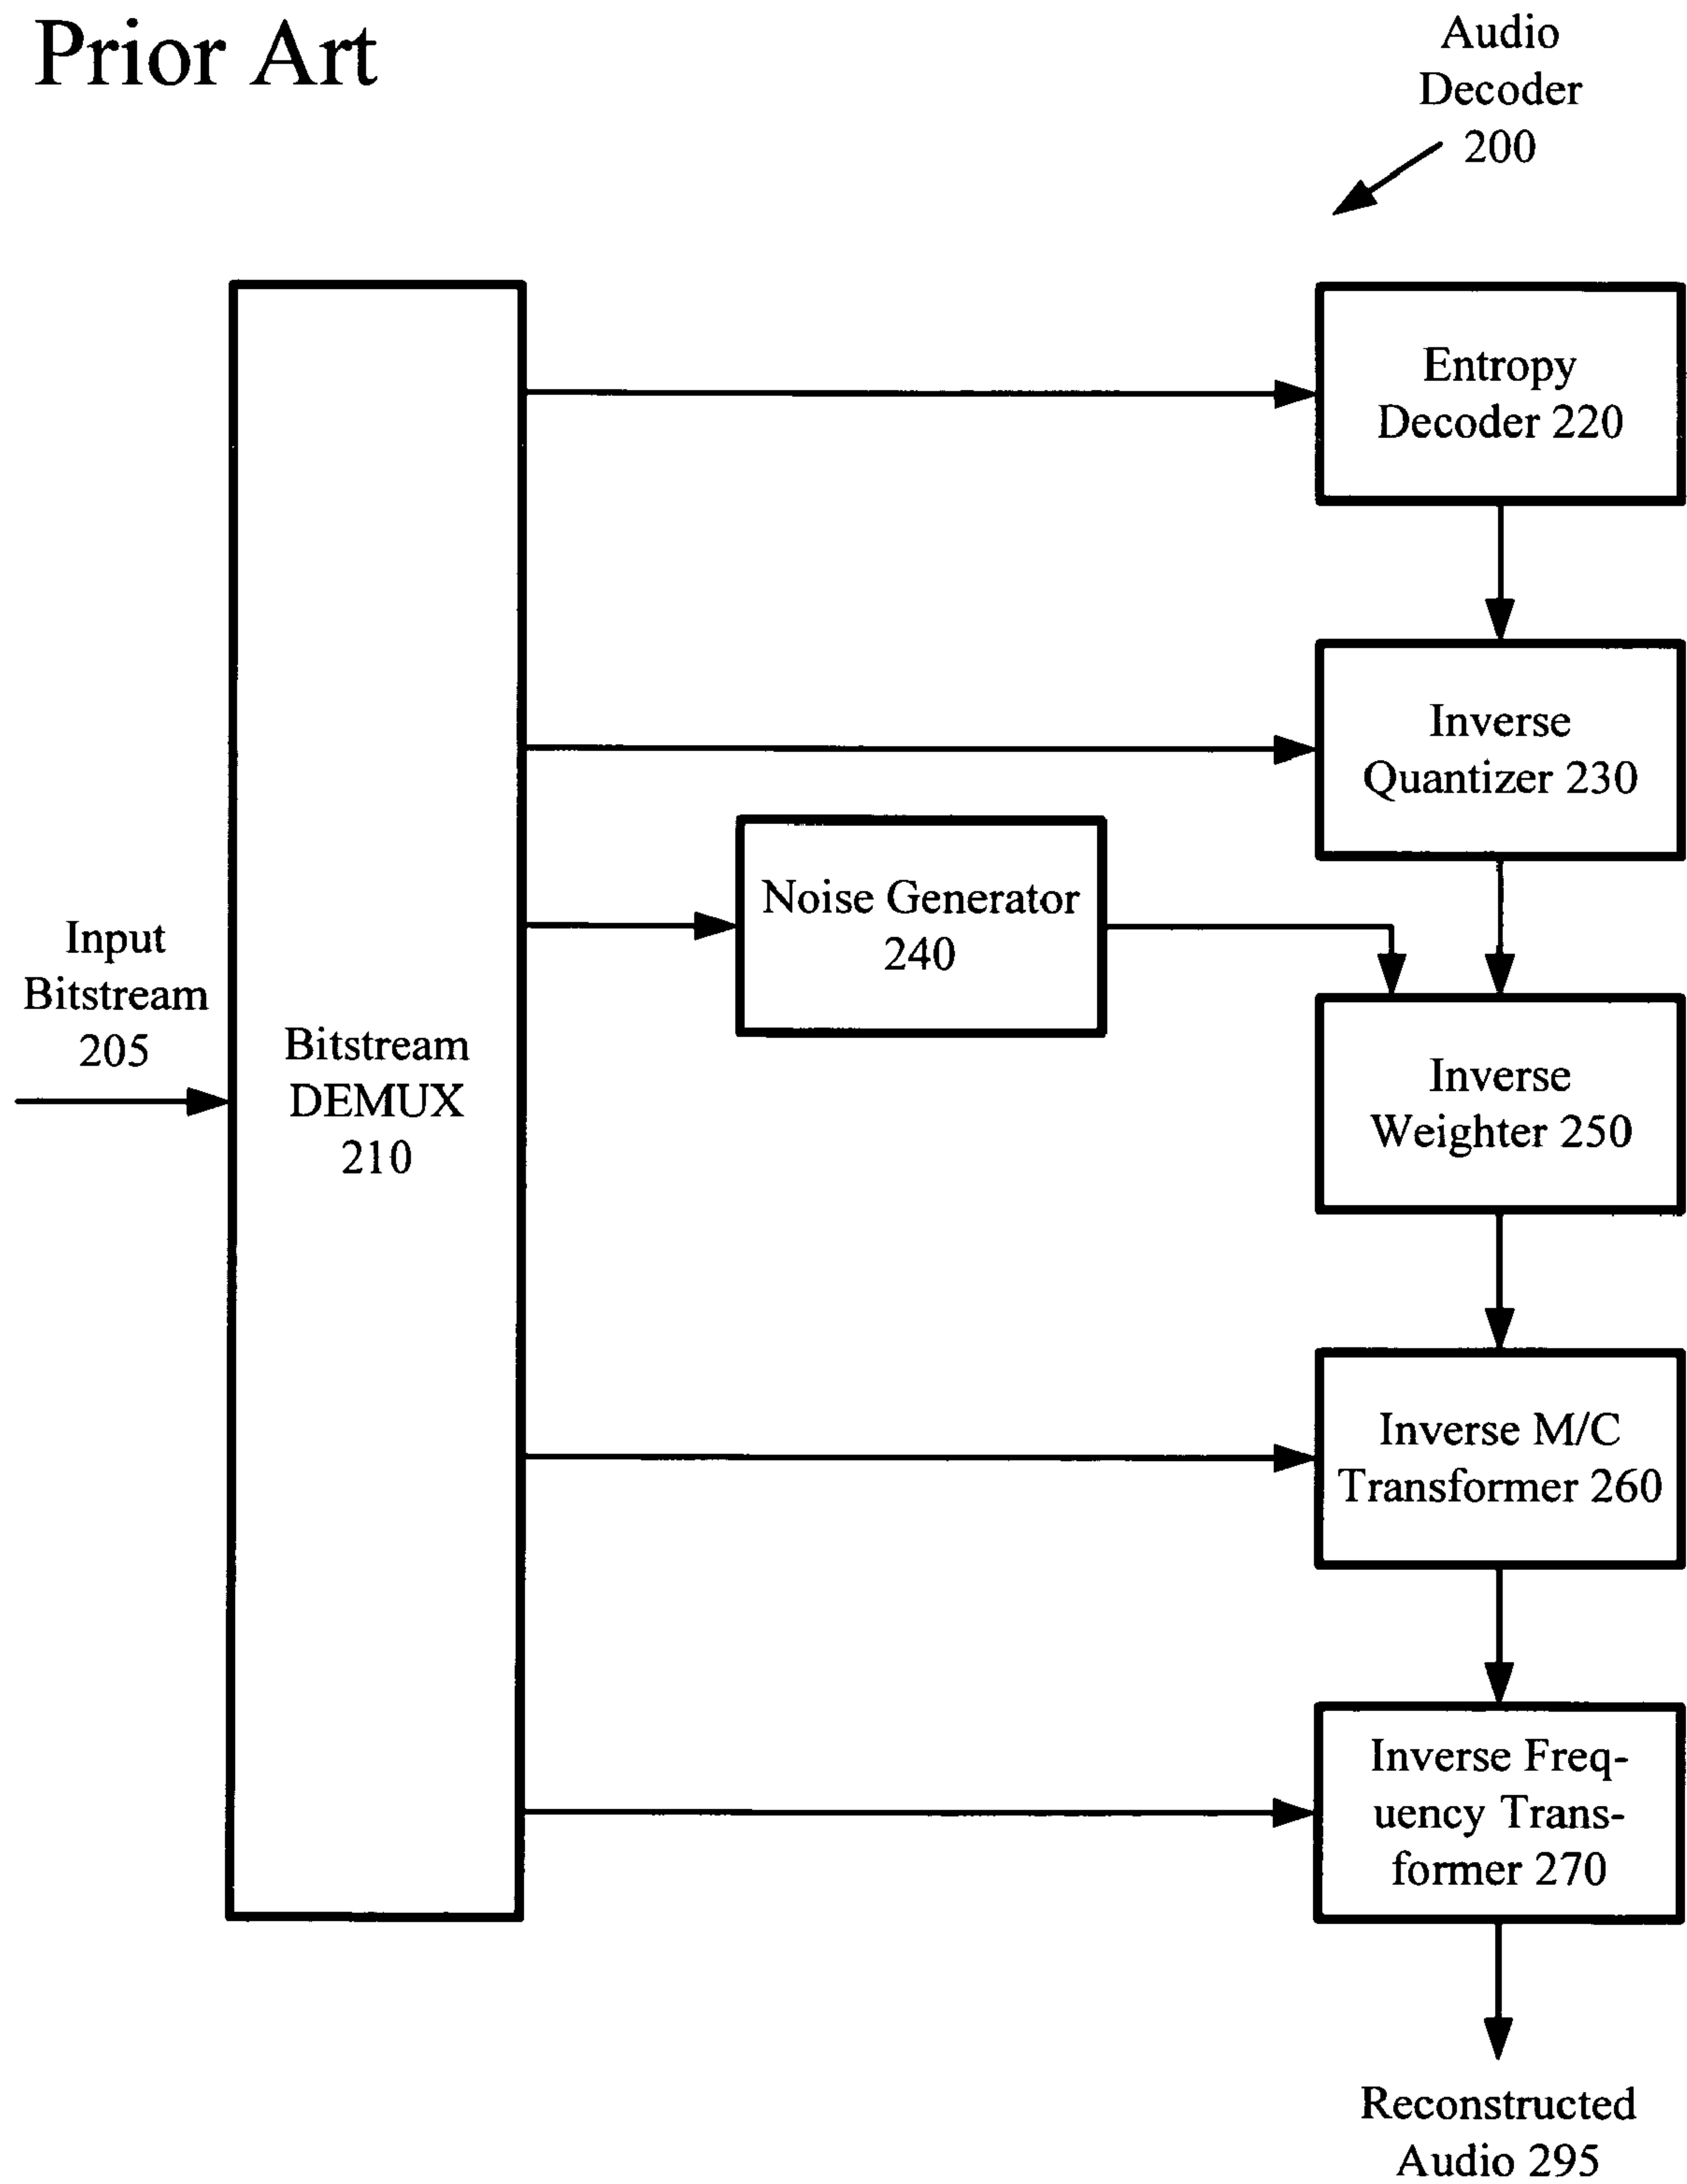 Prior Art
Audio
Decoder
200
Entropy
Decoder 220
Inverse
Quantizer 230
Noise Generator
240
Input
Bitstream
205
Bitstream
DEMUX
210
Inverse
Weighter 250
Inverse M/C
Transformer 260
Inverse Freq-
uency Trans-
former 270
Reconstructed
Audio 295